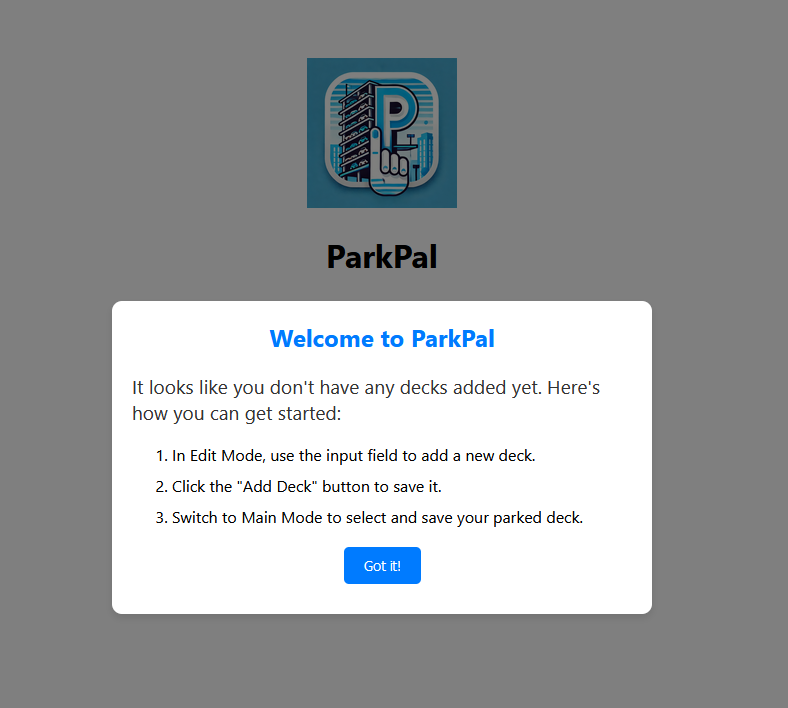 P
ParkPal
Welcome to ParkPal
It looks like you don't have any decks added yet. Here's
how you can get started:
1. In Edit Mode, use the input field to add a new deck.
2. Click the "Add Deck" button to save it.
3. Switch to Main Mode to select and save your parked deck.
Got it!